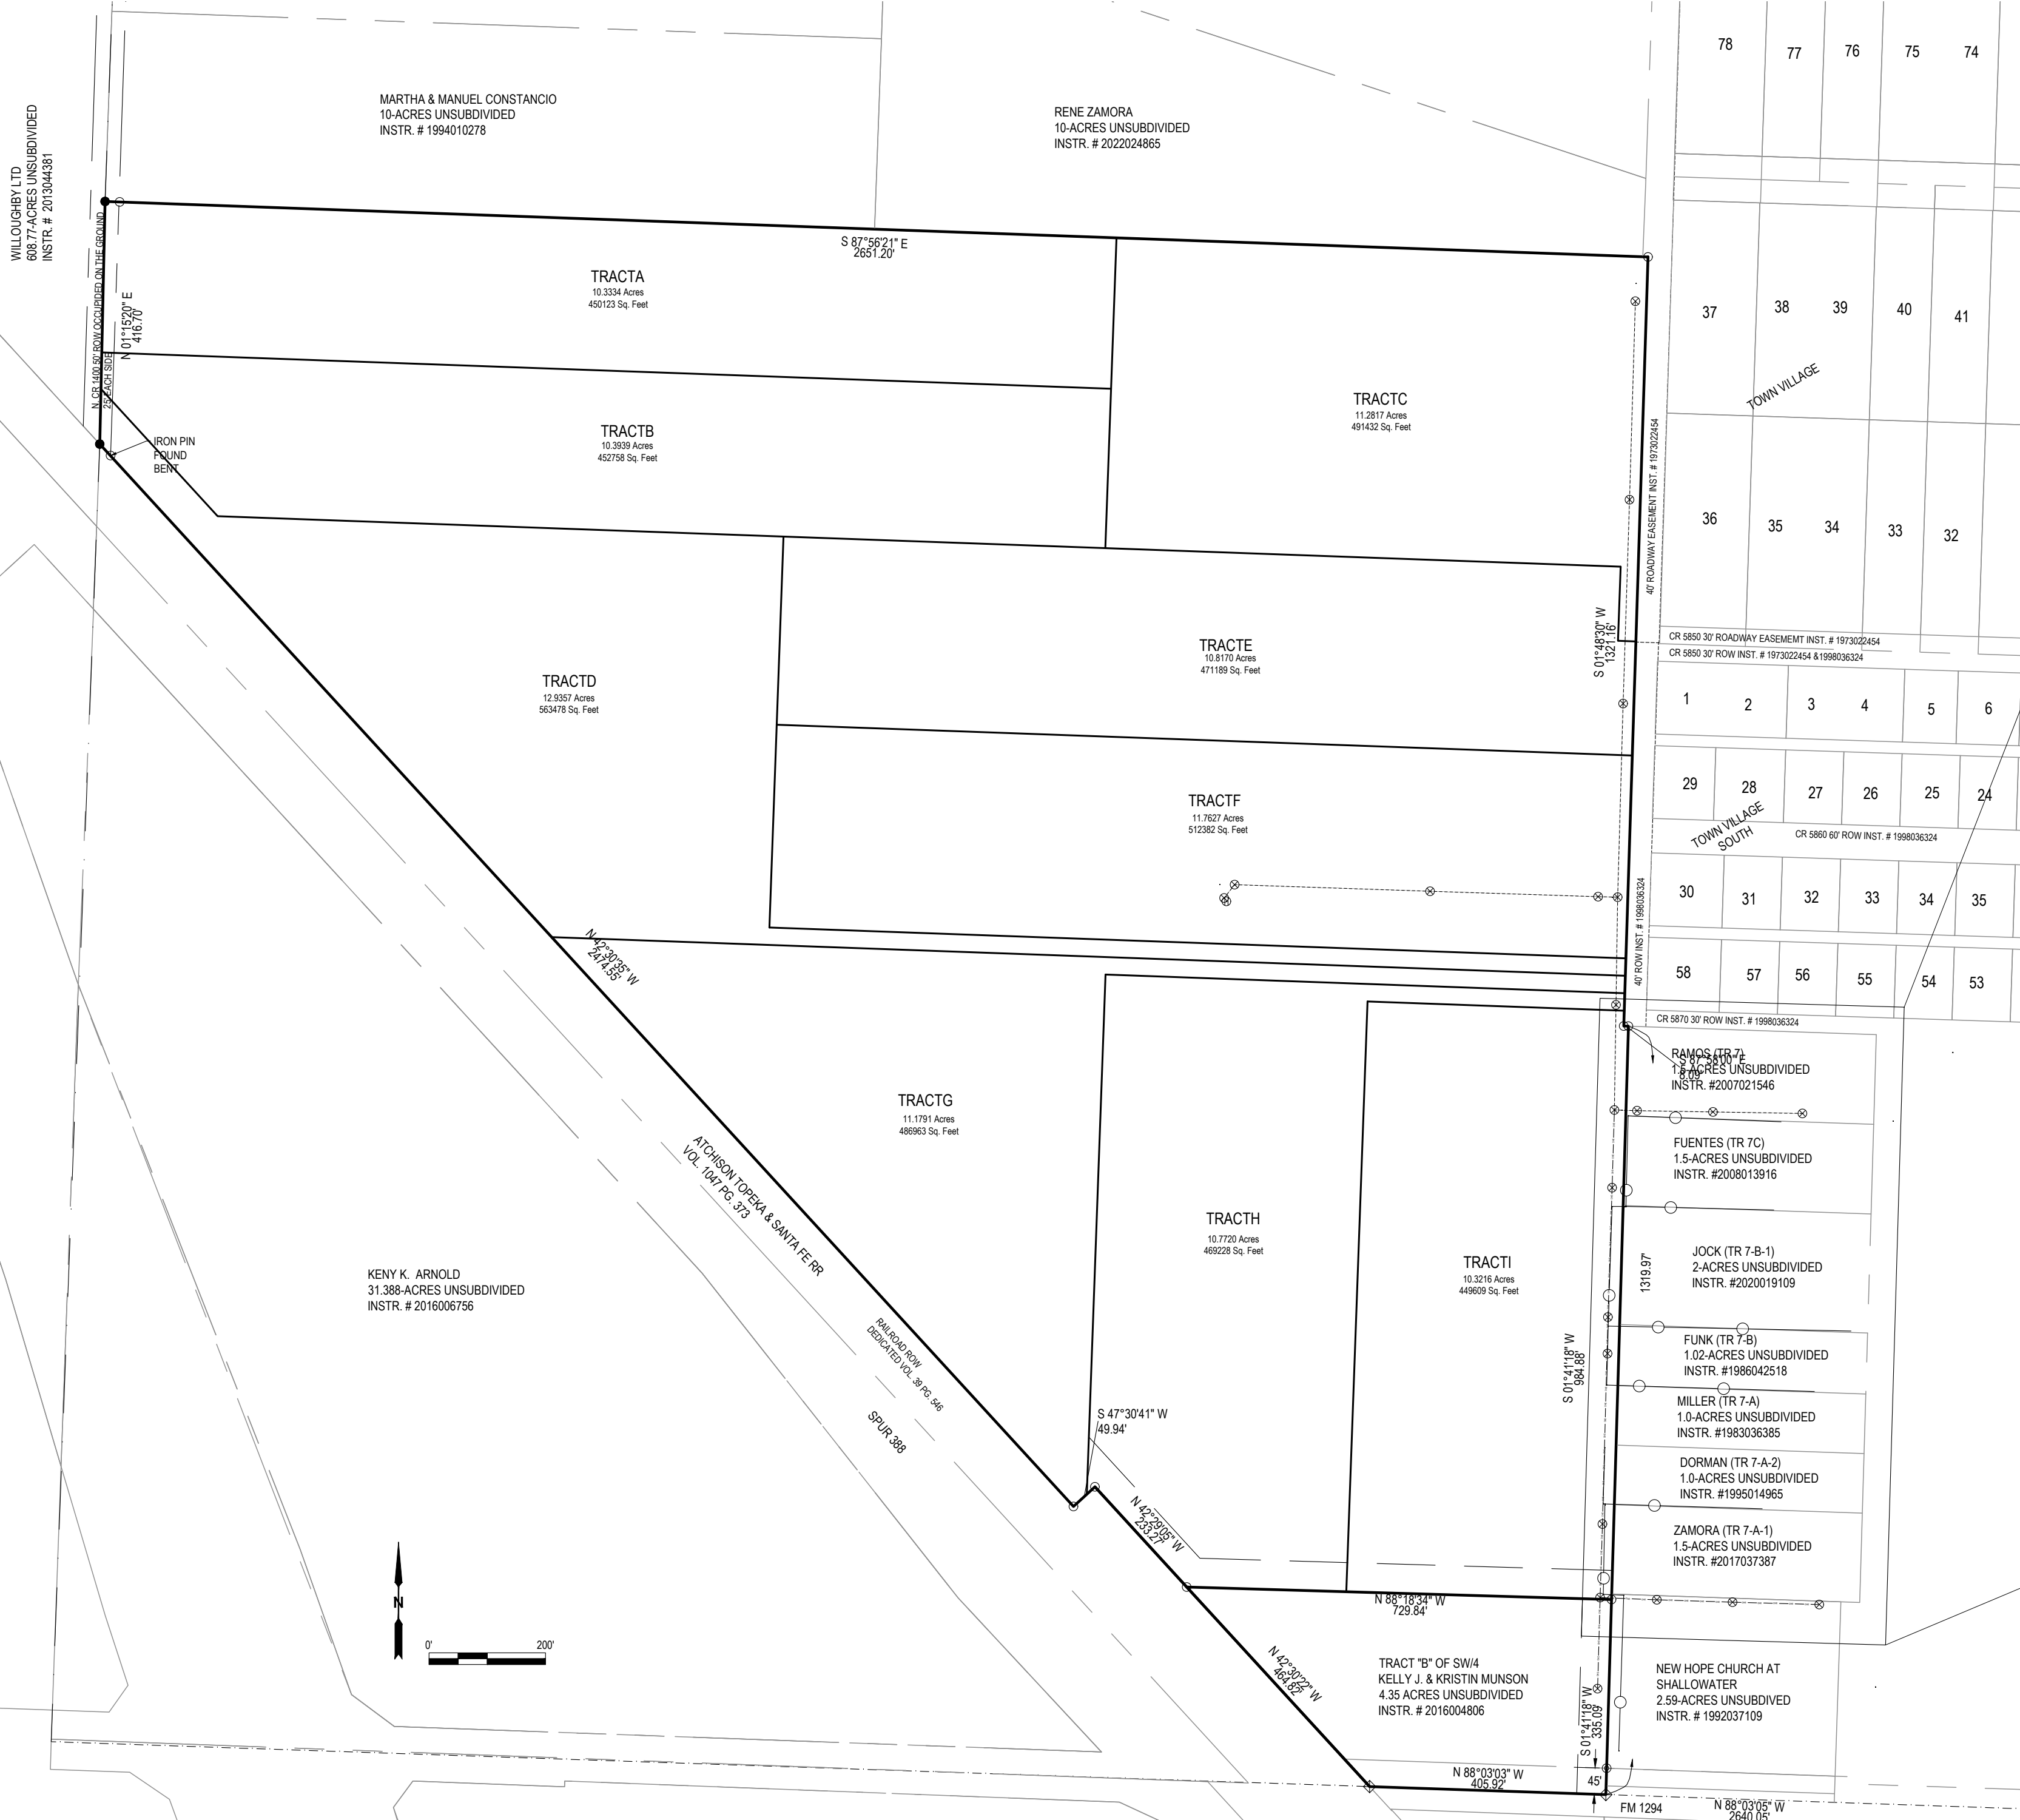 WILLOUGHBY LTD
608.77-ACRES UNSUBDIVIDED
INSTR. # 2013044381
MARTHA & MANUEL CONSTANCIO
10-ACRES UNSUBDIVIDED
INSTR. # 1994010278
RENE ZAMORA
10-ACRES UNSUBDIVIDED
INSTR. # 2022024865
78
77
76
75
74
N. CR 1400 50' ROW OCCUPIDED ON THE GROUND
25' EACH SIDE
N 01°15'20" E
416.70'
S 87°56'21" E
2651.20'
TRACTA
10.3334 Acres
450123 Sq. Feet
TRACTB
10.3939 Acres
452758 Sq. Feet
TRACTC
11.2817 Acres
491432 Sq. Feet
IRON PIN
FOUND
BENT
37
38
39
40
41
TOWN VILLAGE
40' ROADWAY EASEMENT INST. # 1973022454
36
35
34
33
32
S 01°48'30" W
1321.16'
CR 5850 30' ROADWAY EASEMEMT INST. # 1973022454
CR 5850 30' ROW INST. # 1973022454 &1998036324
TRACTD
12.9357 Acres
563478 Sq. Feet
TRACTE
10.8170 Acres
471189 Sq. Feet
TRACTF
11.7627 Acres
512382 Sq. Feet
1
2
3
4
5
6
29
28
27
26
25
24
TOWN VILLAGE
SOUTH
CR 5860 60' ROW INST. # 1998036324
30
31
32
33
34
35
40' ROW INST. # 1998036324
58
57
56
55
54
53
CR 5870 30' ROW INST. # 1998036324
N 42°30'35" W
2474.55'
RAMOS (TR 7)
1.5-ACRES UNSUBDIVIDED
INSTR. #2007021546
S 87°58'00" E
8.09'
FUENTES (TR 7C)
1.5-ACRES UNSUBDIVIDED
INSTR. #2008013916
TRACTG
11.1791 Acres
486963 Sq. Feet
TRACTH
10.7720 Acres
469228 Sq. Feet
TRACTI
10.3216 Acres
449609 Sq. Feet
1319.97'
JOCK (TR 7-B-1)
2-ACRES UNSUBDIVIDED
INSTR. #2020019109
S 01°41'18" W
984.88'
FUNK (TR 7-B)
1.02-ACRES UNSUBDIVIDED
INSTR. #1986042518
MILLER (TR 7-A)
1.0-ACRES UNSUBDIVIDED
INSTR. #1983036385
DORMAN (TR 7-A-2)
1.0-ACRES UNSUBDIVIDED
INSTR. #1995014965
ZAMORA (TR 7-A-1)
1.5-ACRES UNSUBDIVIDED
INSTR. #2017037387
ATCHISON TOPEKA & SANTA FE RR
VOL. 1047 PG. 373
KENY K. ARNOLD
31.388-ACRES UNSUBDIVIDED
INSTR. # 2016006756
RAILROAD ROW
DEDICATED VOL. 39 PG. 546
SPUR 388
S 47°30'41" W
49.94'
N 42°29'05" W
233.27'
N 88°18'34" W
729.84'
N
0'
200'
N 42°30'22" W
464.82'
TRACT "B" OF SW/4
KELLY J. & KRISTIN MUNSON
4.35 ACRES UNSUBDIVIDED
INSTR. # 2016004806
S 01°41'18" W
335.09'
NEW HOPE CHURCH AT
SHALLOWATER
2.59-ACRES UNSUBDIVED
INSTR. # 1992037109
N 88°03'03" W
405.92'
45'
FM 1294
N 88°03'05" W
2640.05'